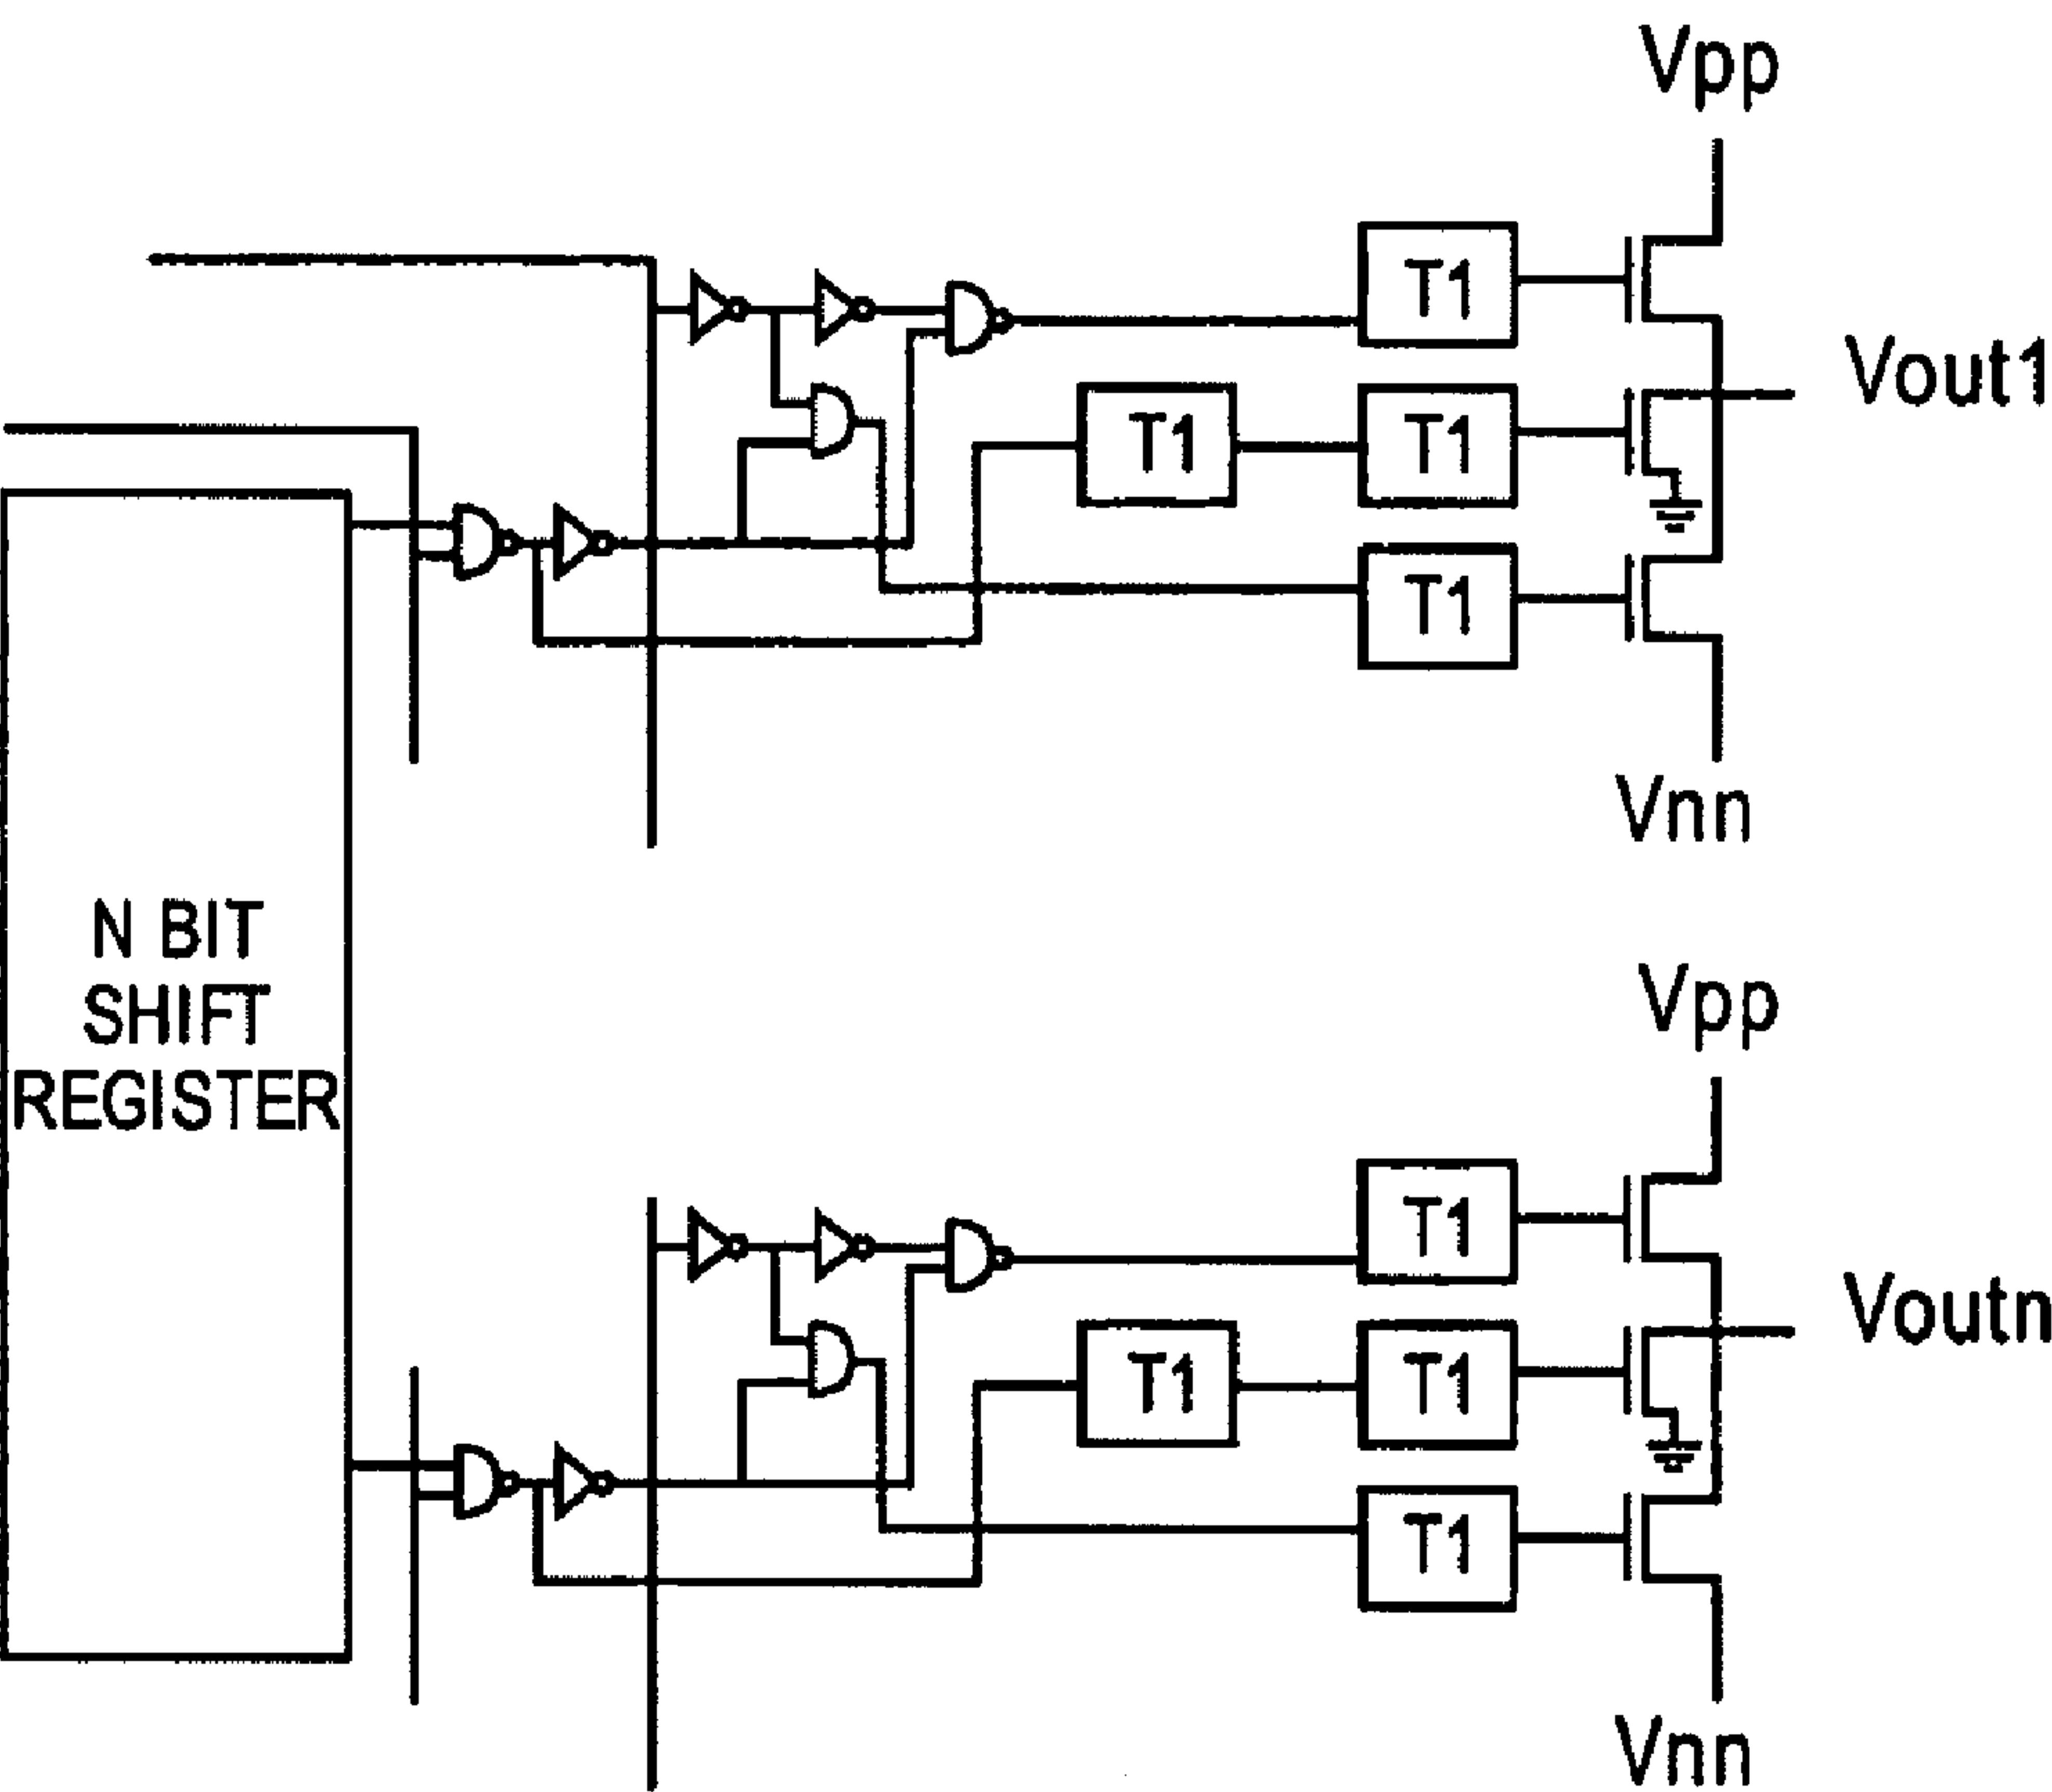 Vpp
T1
Vout1
T1
T1
T1
Vnn
N BIT
SHIFT
REGISTER
Vpp
T1
Voutn
T1
T1
T1
Vnn